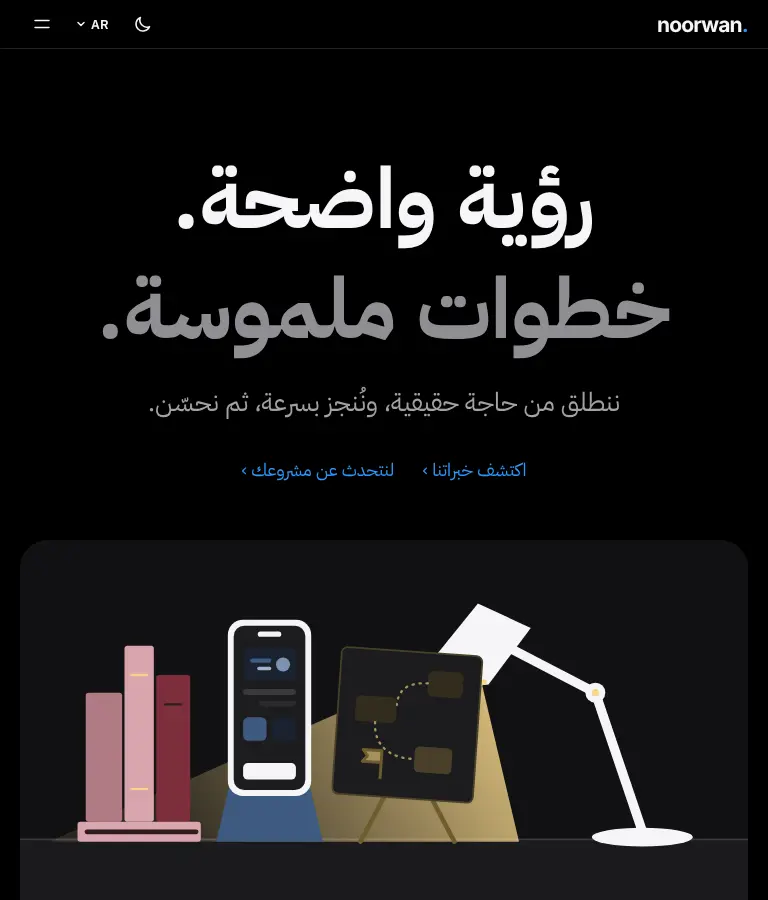 noorwan.
AR
رؤية واضحة.
خطوات ملموسة.
ننطلق من حاجة حقيقية، ونُنجز بسرعة، ثم نحسّن.
اكتشف خبراتنا ›
لنتحدث عن مشروعك ›